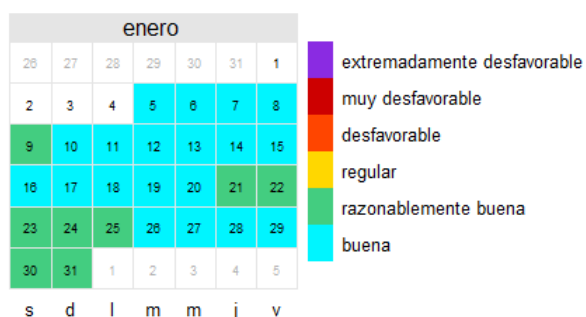 enero
26 27 28 29 30 31 1
2 3 4 5 6 7 8
9 10 11 12 13 14 15
16 17 18 19 20 21 22
23 24 25 26 27 28 29
30 31 1 2 3 4 5
s d l m m j v
extremadamente desfavorable
muy desfavorable
desfavorable
regular
razonablemente buena
buena